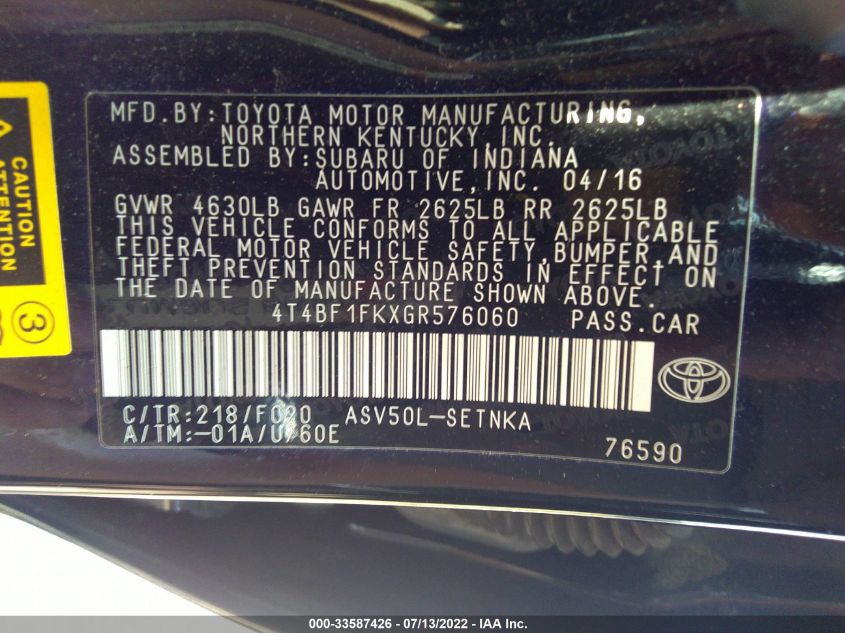 MFD.BY:TOYOTA MOTOR MANUFACTURING,
NORTHERN KENTUCKY,INC.
ASSEMBLED BY:SUBARU OF INDIANA
AUTOMOTIVE,INC. 04/16
GVWR 4630LB GAWR FR 2625LB RR 2625LB
THIS VEHICLE CONFORMS TO ALL APPLICABLE
FEDERAL MOTOR VEHICLE SAFETY,BUMPER,AND
THEFT PREVENTION STANDARDS IN EFFECT ON
THE DATE OF MANUFACTURE SHOWN ABOVE.
4T4BF1FKXGR576060 PASS.CAR
C/TR:218/F020 ASV50L-SETNKA
A/TM:-01A/U760E
76590
CAUTION
ATTENTION
3
000-33587426 - 07/13/2022 - IAA Inc.